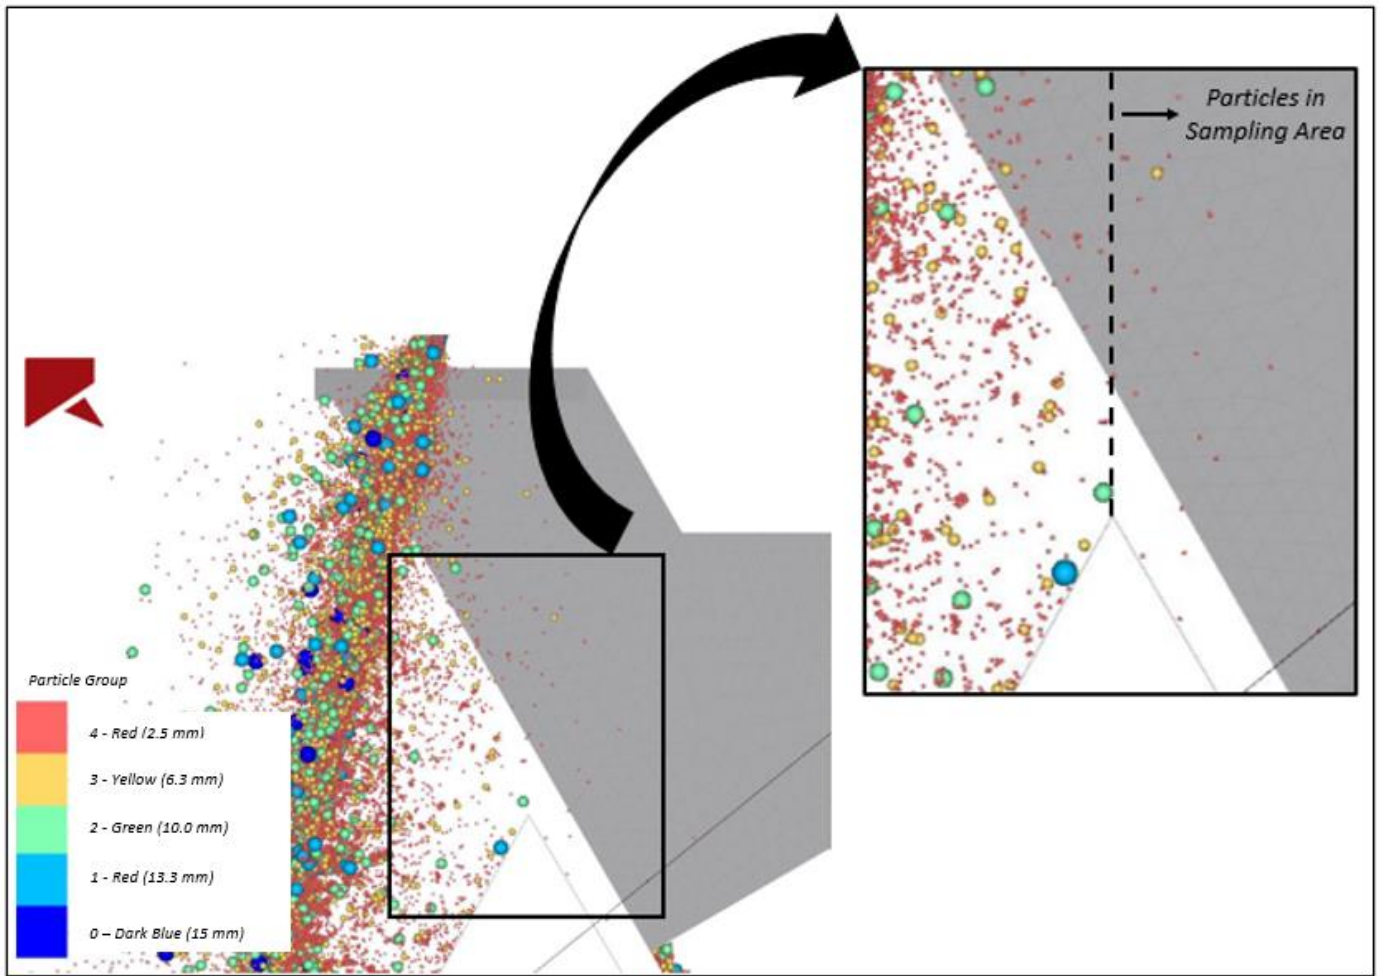 Particles in
Sampling Area
Particle Group
4 - Red (2.5 mm)
3 - Yellow (6.3 mm)
2 - Green (10.0 mm)
1 - Red (13.3 mm)
0 – Dark Blue (15 mm)